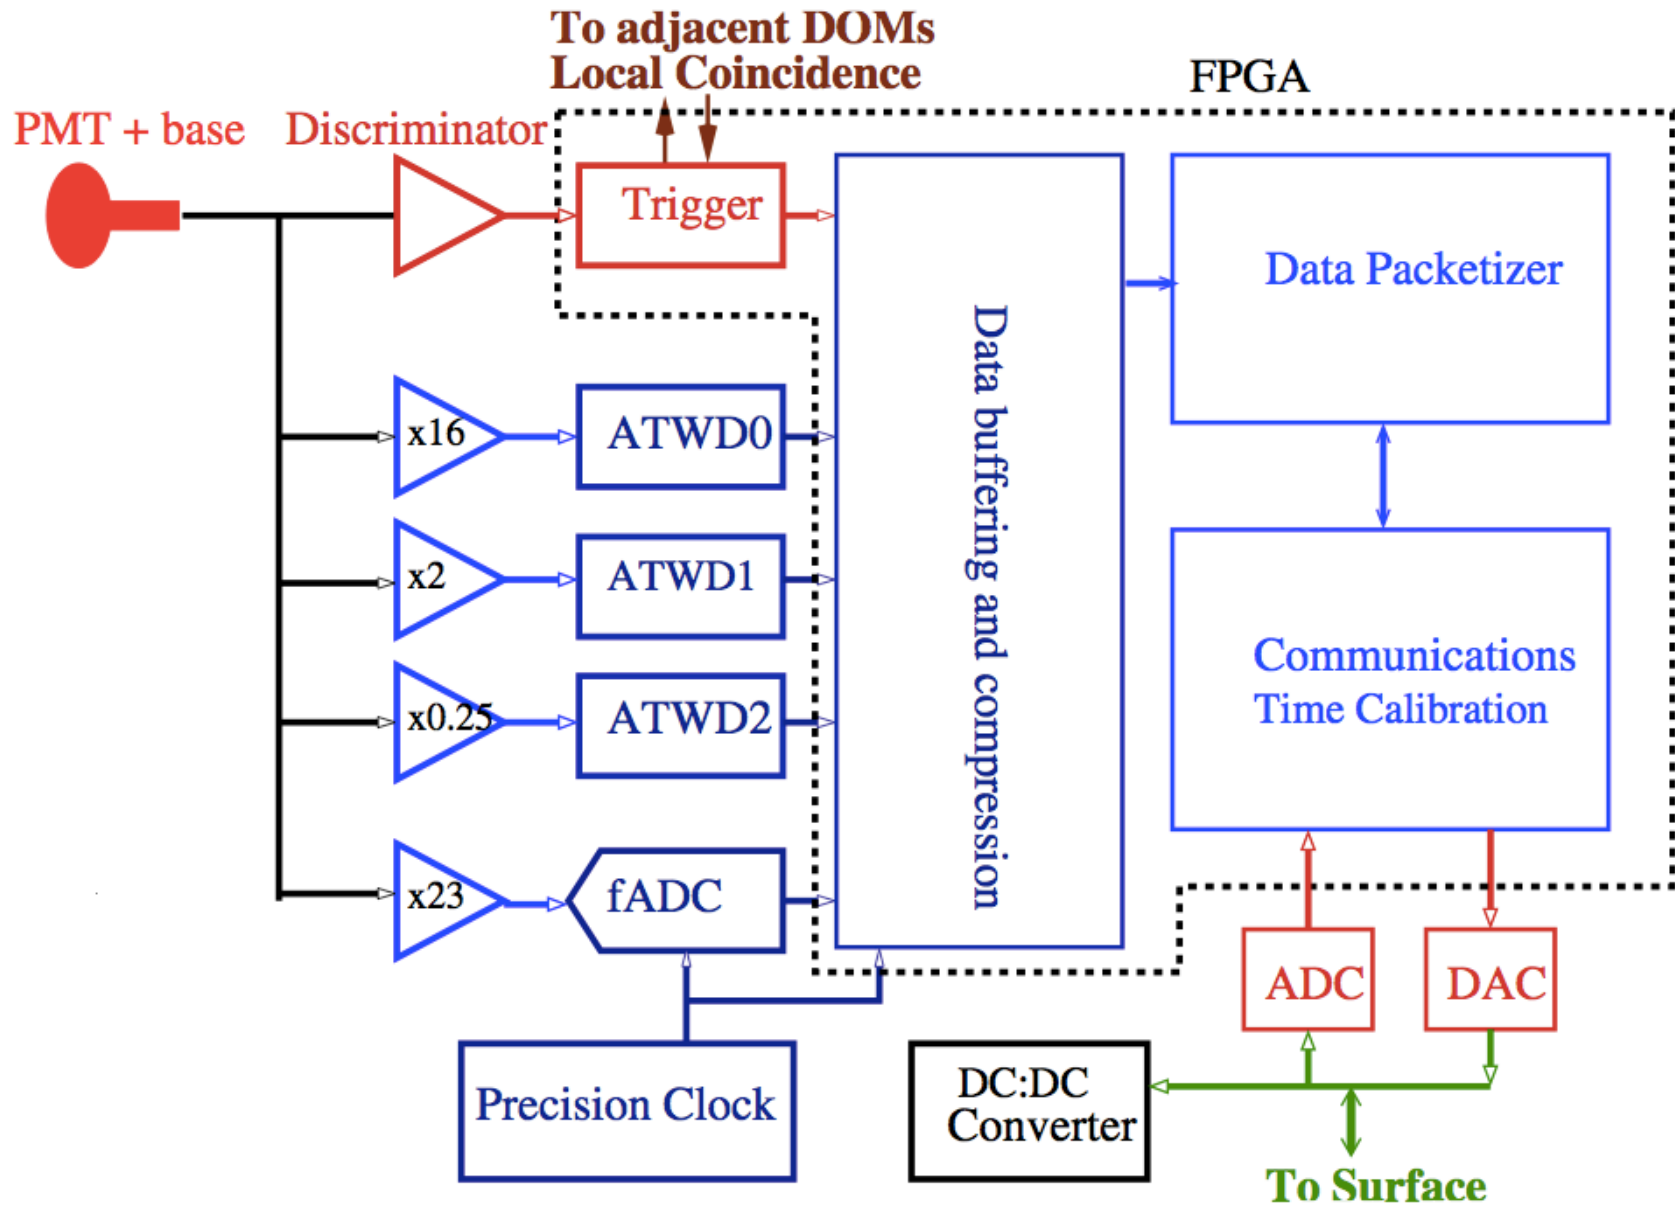 To adjacent DOMs
Local Coincidence
FPGA
PMT + base
Discriminator
Trigger
Data Packetizer
x16
ATWD0
x2
ATWD1
x0.25
ATWD2
x23
fADC
Data buffering and compression
Communications
Time Calibration
ADC
DAC
Precision Clock
DC:DC
Converter
To Surface